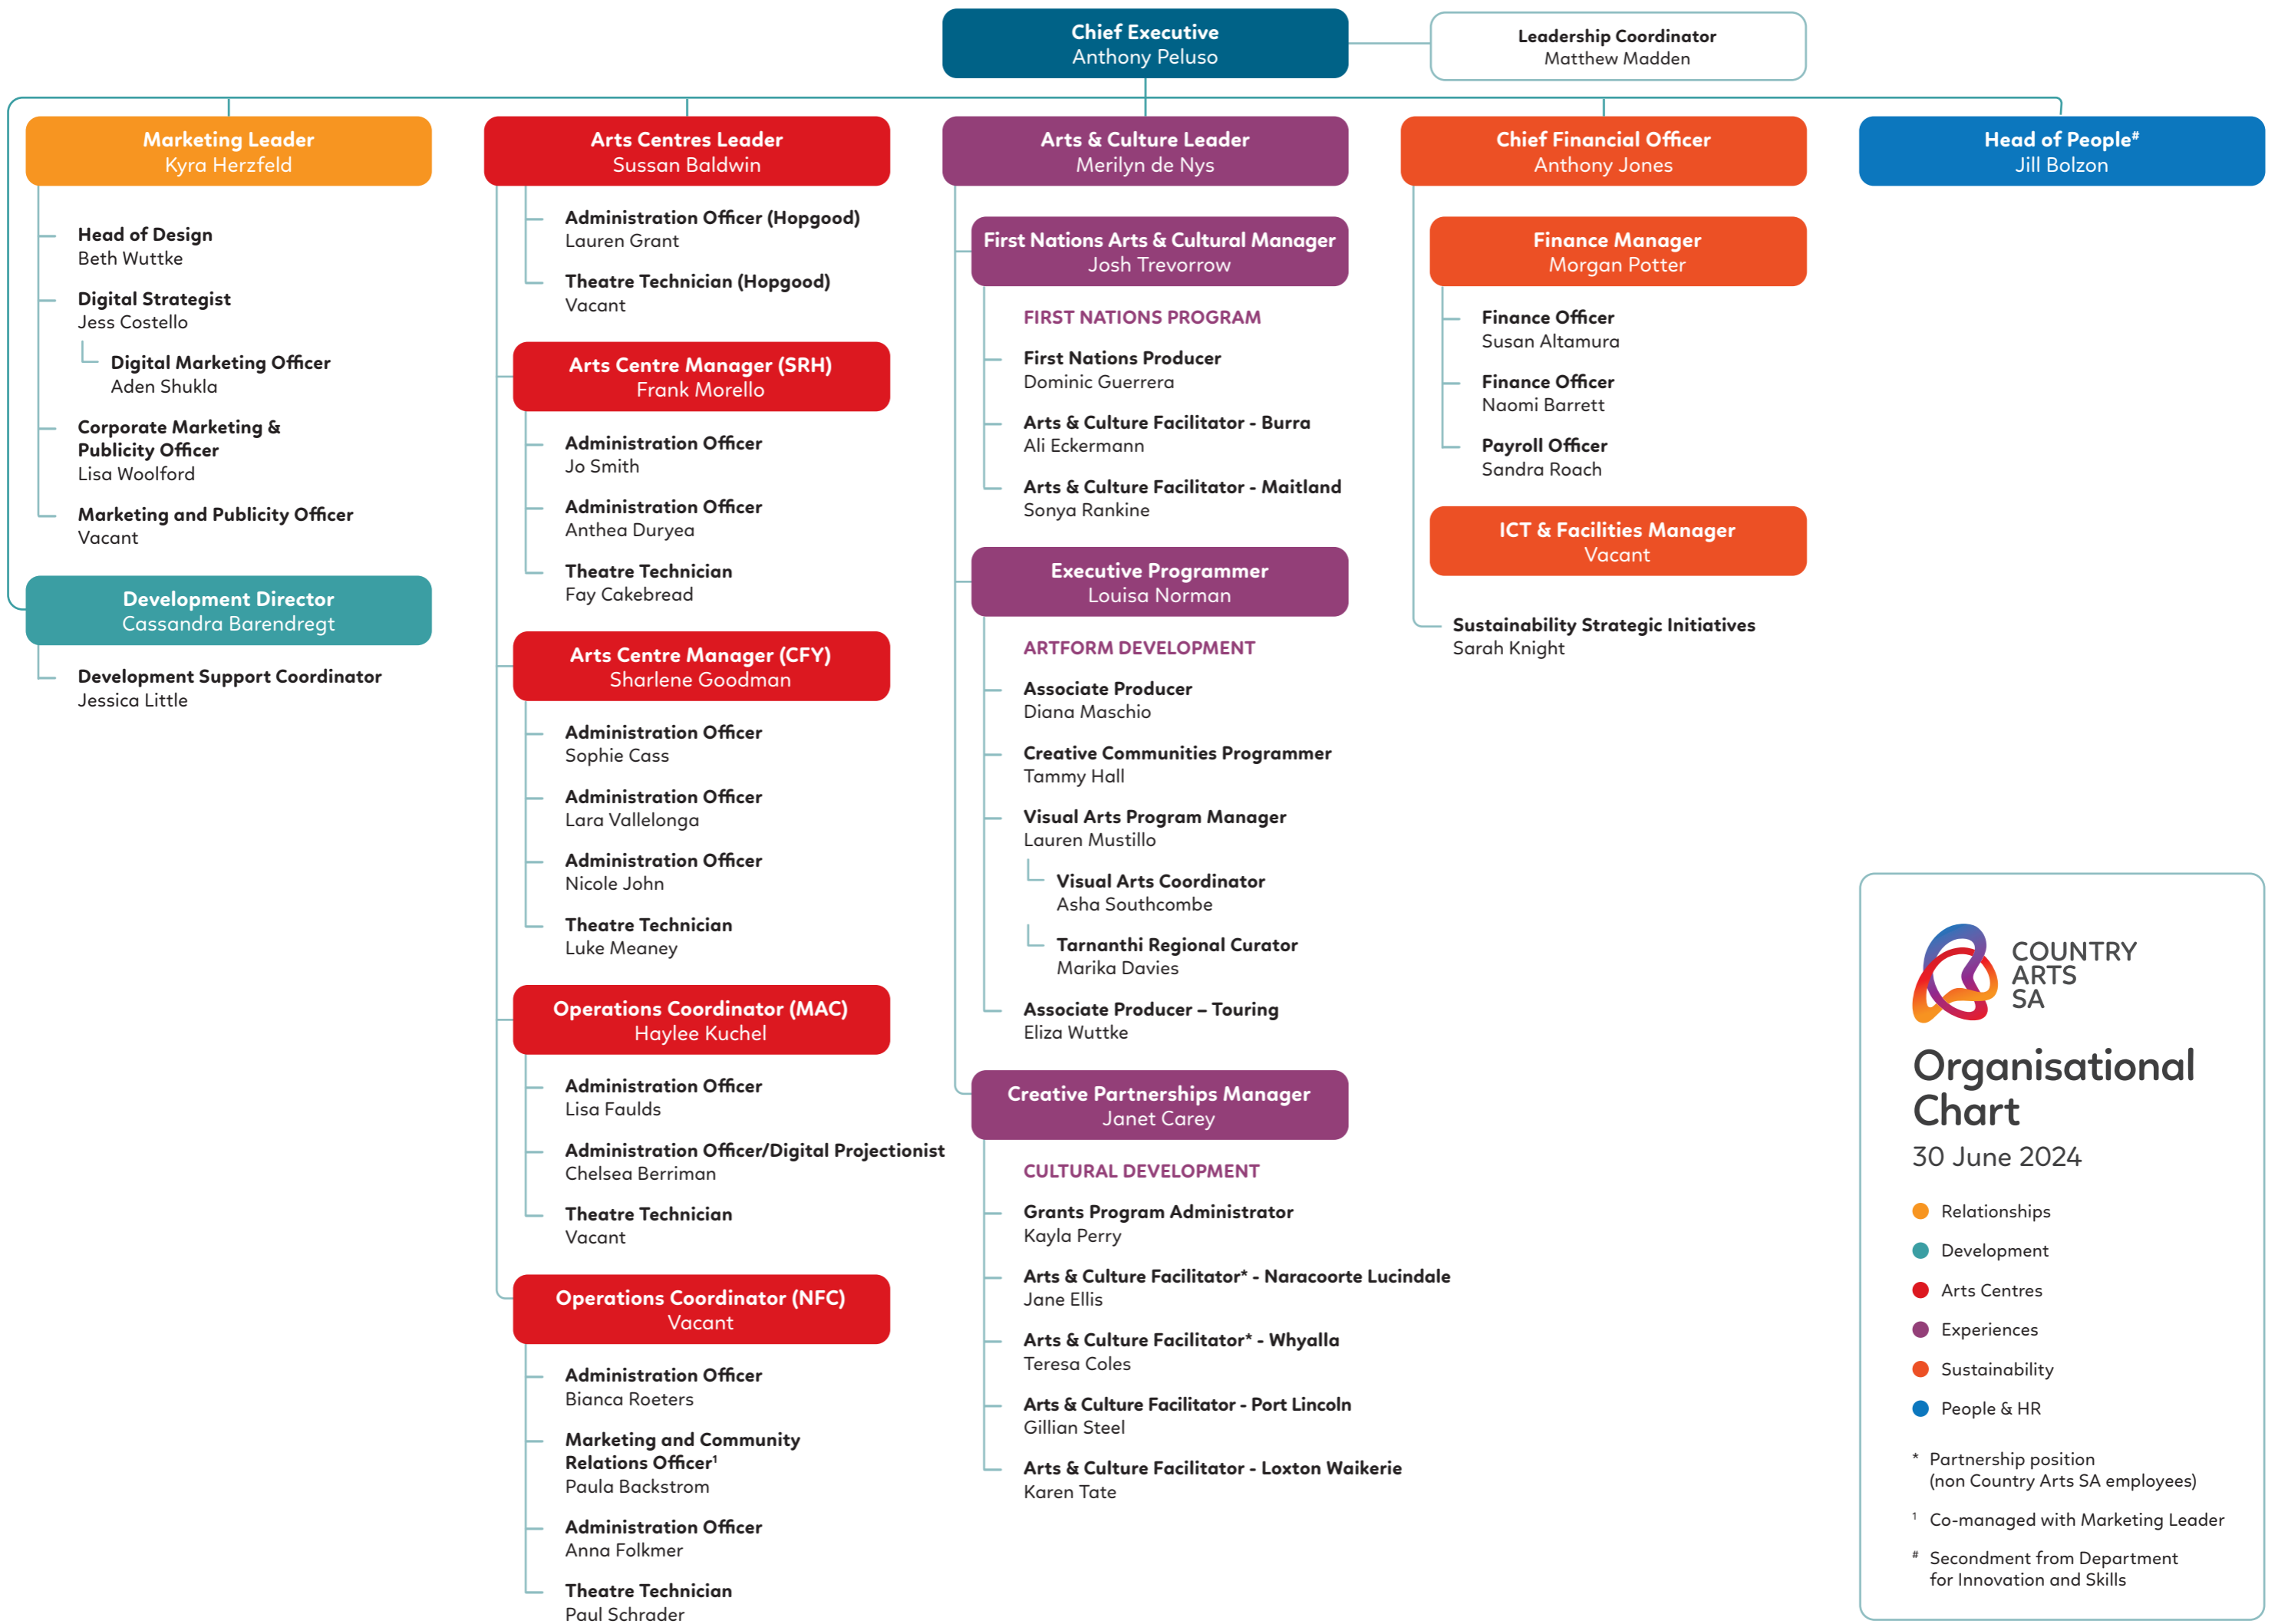 Chief Executive
Anthony Peluso
Leadership Coordinator
Matthew Madden
Marketing Leader
Kyra Herzfeld
Head of Design
Beth Wuttke
Digital Strategist
Jess Costello
Digital Marketing Officer
Aden Shukla
Corporate Marketing &
Publicity Officer
Lisa Woolford
Marketing and Publicity Officer
Vacant
Development Director
Cassandra Barendregt
Development Support Coordinator
Jessica Little
Arts Centres Leader
Sussan Baldwin
Administration Officer (Hopgood)
Lauren Grant
Theatre Technician (Hopgood)
Vacant
Arts Centre Manager (SRH)
Frank Morello
Administration Officer
Jo Smith
Administration Officer
Anthea Duryea
Theatre Technician
Fay Cakebread
Arts Centre Manager (CFY)
Sharlene Goodman
Administration Officer
Sophie Cass
Administration Officer
Lara Vallelonga
Administration Officer
Nicole John
Theatre Technician
Luke Meaney
Operations Coordinator (MAC)
Haylee Kuchel
Administration Officer
Lisa Faulds
Administration Officer/Digital Projectionist
Chelsea Berriman
Theatre Technician
Vacant
Operations Coordinator (NFC)
Vacant
Administration Officer
Bianca Roeters
Marketing and Community
Relations Officer¹
Paula Backstrom
Administration Officer
Anna Folkmer
Theatre Technician
Paul Schrader
Arts & Culture Leader
Merilyn de Nys
First Nations Arts & Cultural Manager
Josh Trevorrow
FIRST NATIONS PROGRAM
First Nations Producer
Dominic Guerrera
Arts & Culture Facilitator - Burra
Ali Eckermann
Arts & Culture Facilitator - Maitland
Sonya Rankine
Executive Programmer
Louisa Norman
ARTFORM DEVELOPMENT
Associate Producer
Diana Maschio
Creative Communities Programmer
Tammy Hall
Visual Arts Program Manager
Lauren Mustillo
Visual Arts Coordinator
Asha Southcombe
Tarnanthi Regional Curator
Marika Davies
Associate Producer – Touring
Eliza Wuttke
Creative Partnerships Manager
Janet Carey
CULTURAL DEVELOPMENT
Grants Program Administrator
Kayla Perry
Arts & Culture Facilitator* - Naracoorte Lucindale
Jane Ellis
Arts & Culture Facilitator* - Whyalla
Teresa Coles
Arts & Culture Facilitator - Port Lincoln
Gillian Steel
Arts & Culture Facilitator - Loxton Waikerie
Karen Tate
Chief Financial Officer
Anthony Jones
Finance Manager
Morgan Potter
Finance Officer
Susan Altamura
Finance Officer
Naomi Barrett
Payroll Officer
Sandra Roach
ICT & Facilities Manager
Vacant
Sustainability Strategic Initiatives
Sarah Knight
Head of People#
Jill Bolzon
COUNTRY
ARTS
SA
Organisational
Chart
30 June 2024
Relationships
Development
Arts Centres
Experiences
Sustainability
People & HR
* Partnership position
(non Country Arts SA employees)
¹ Co-managed with Marketing Leader
# Secondment from Department
for Innovation and Skills